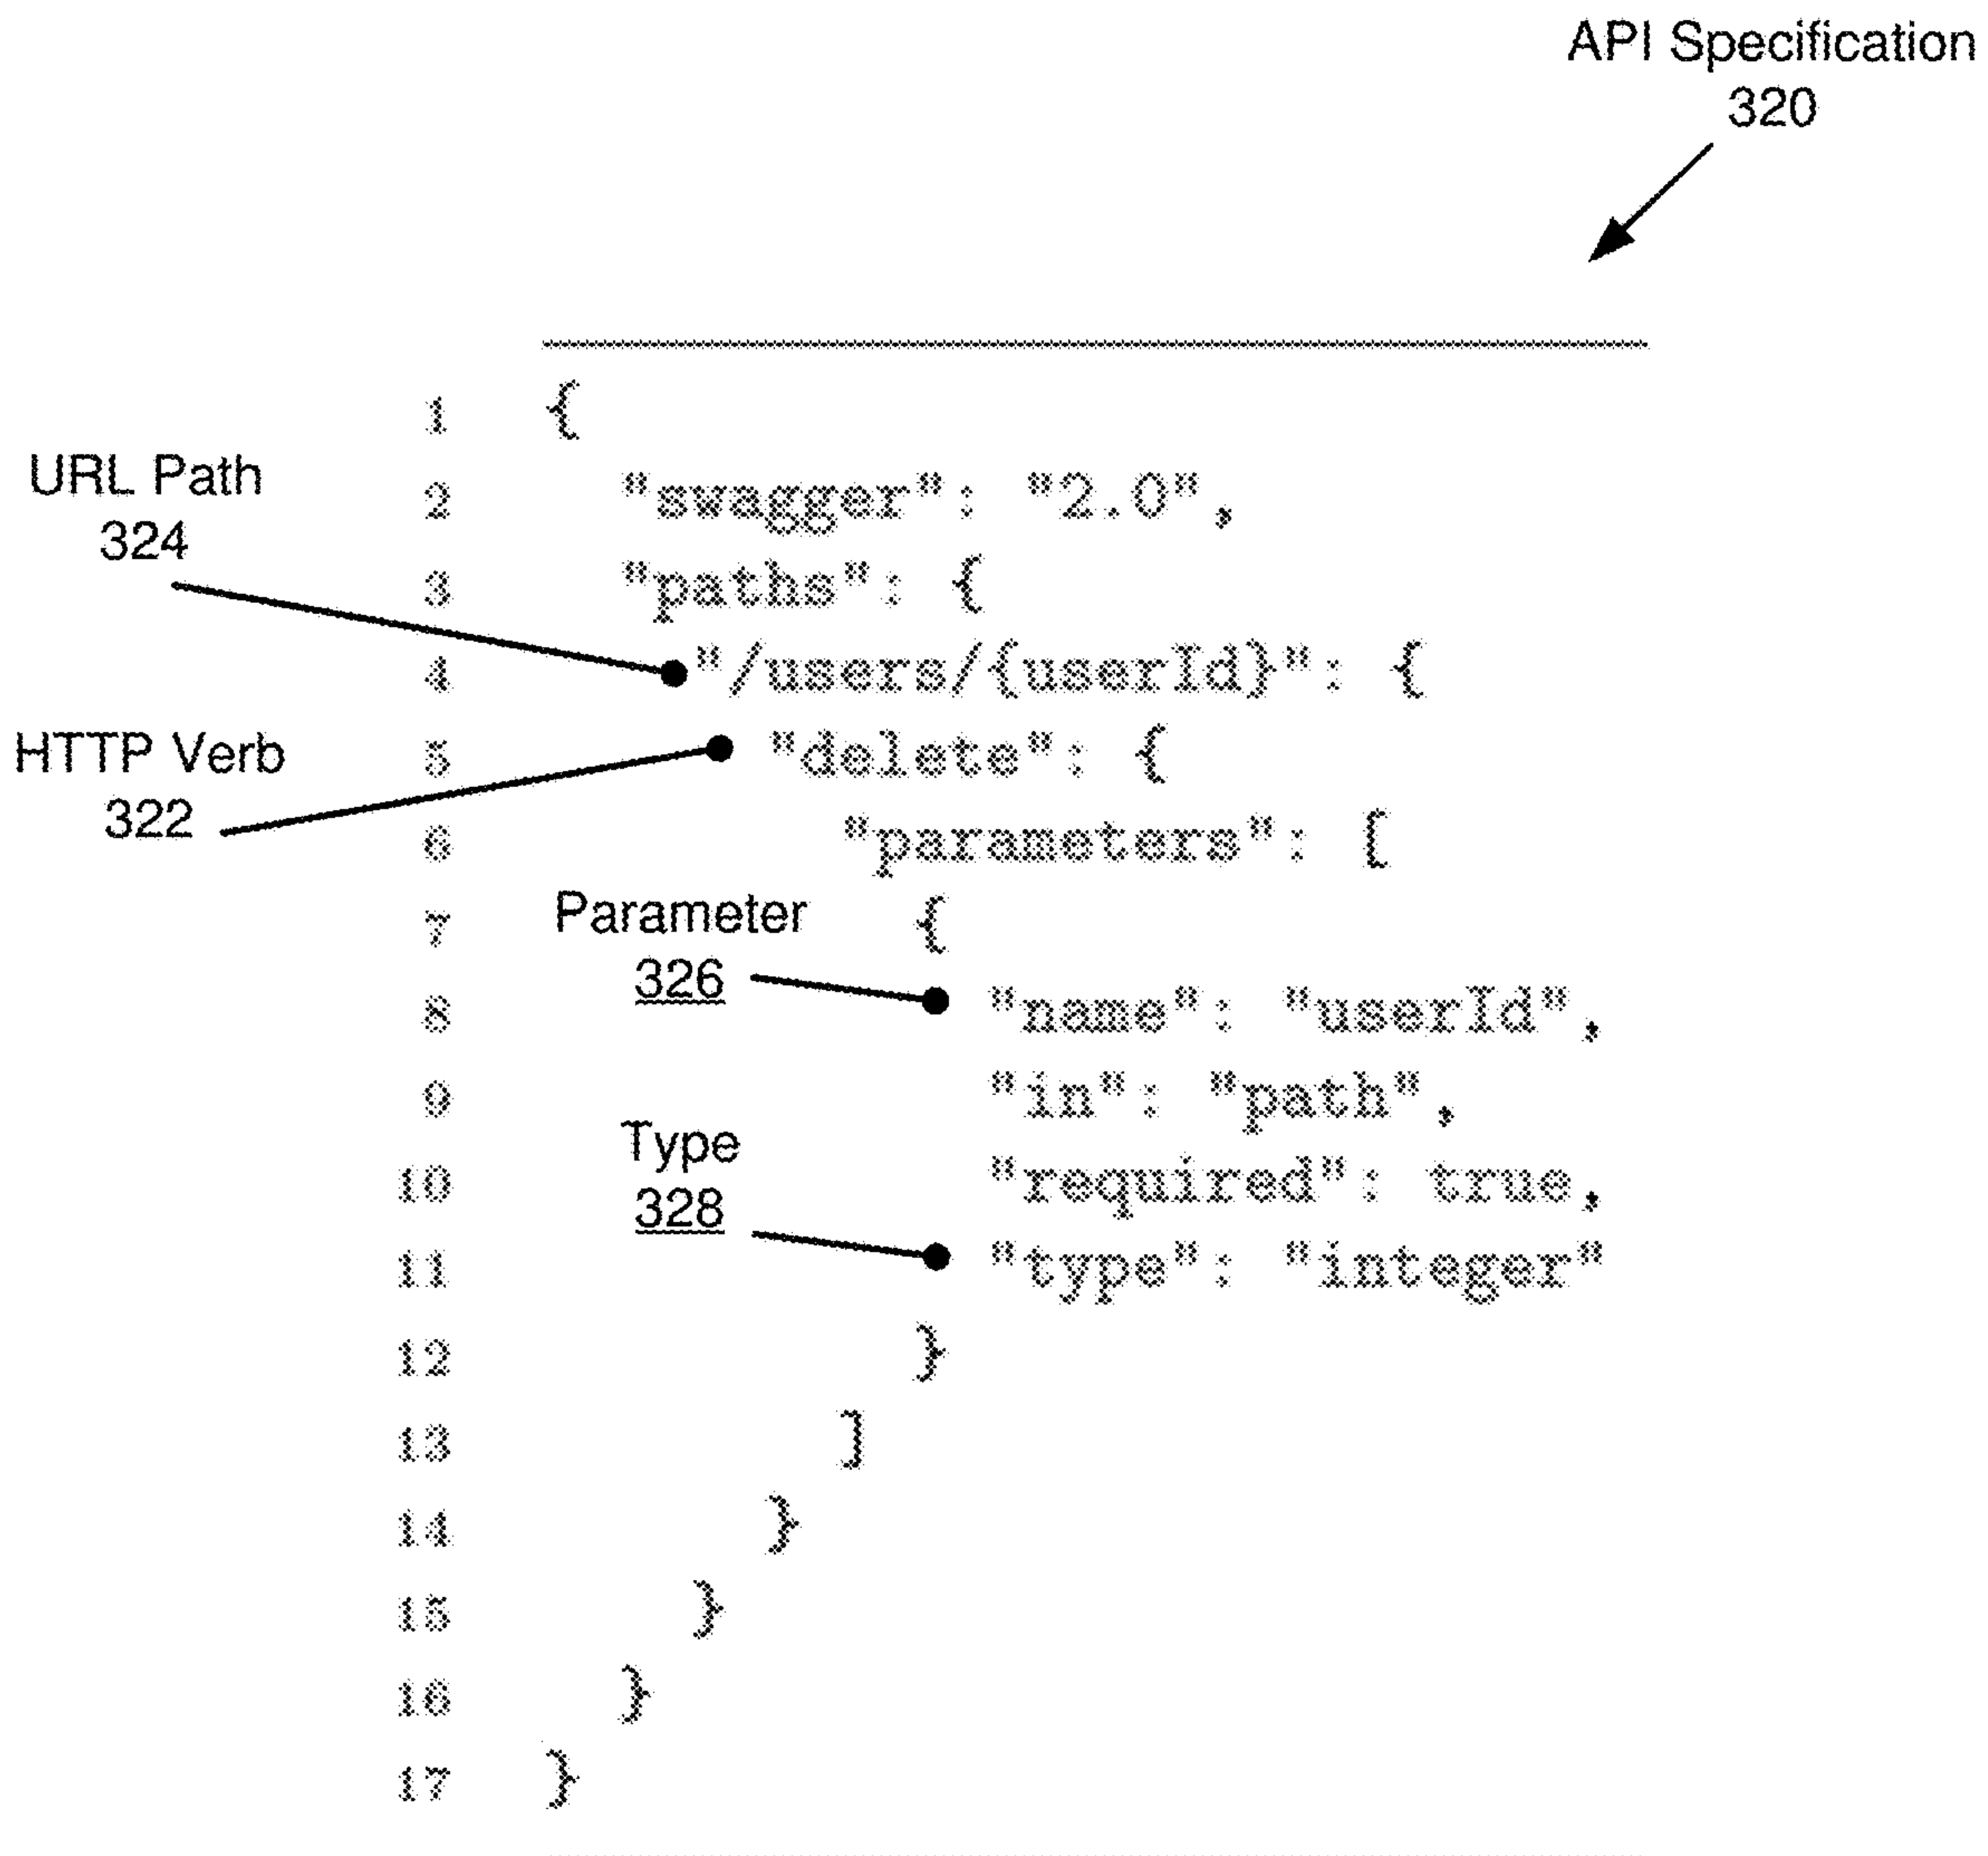 API Specification
320
1 {
URL Path
324
2 "swagger": "2.0",
3 "paths": {
4 "/users/{userId}": {
HTTP Verb
322
5 "delete": {
6 "parameters": [
Parameter
326
7 {
8 "name": "userId",
9 "in": "path",
Type
328
10 "required": true,
11 "type": "integer"
12 }
13 ]
14 }
15 }
16 }
17 }